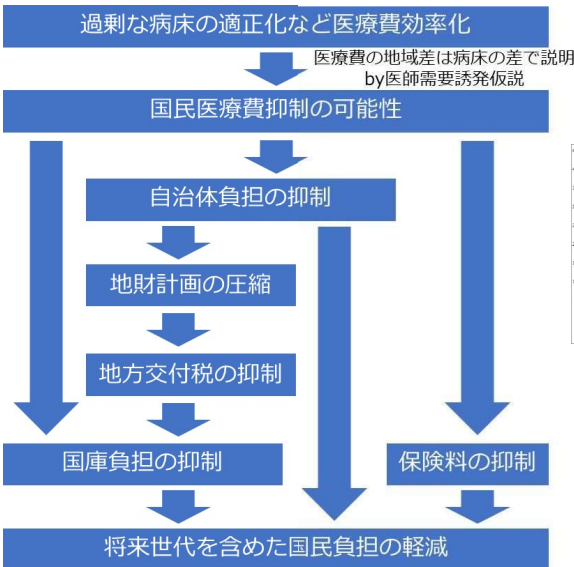 過剰な病床の適正化など医療費効率化
医療費の地域差は病床の差で説明
by医師需要誘発仮説
国民医療費抑制の可能性
自治体負担の抑制
地財計画の圧縮
地方交付税の抑制
国庫負担の抑制
保険料の抑制
将来世代を含めた国民負担の軽減